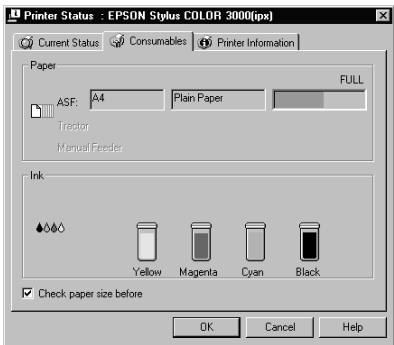 Printer Status : EPSON Stylus COLOR 3000(ipx)
Current Status Consumables Printer Information
Paper
FULL
ASF: A4 Plain Paper
Tractor
Manual Feeder
Ink
Yellow Magenta Cyan Black
Check paper size before
OK Cancel Help